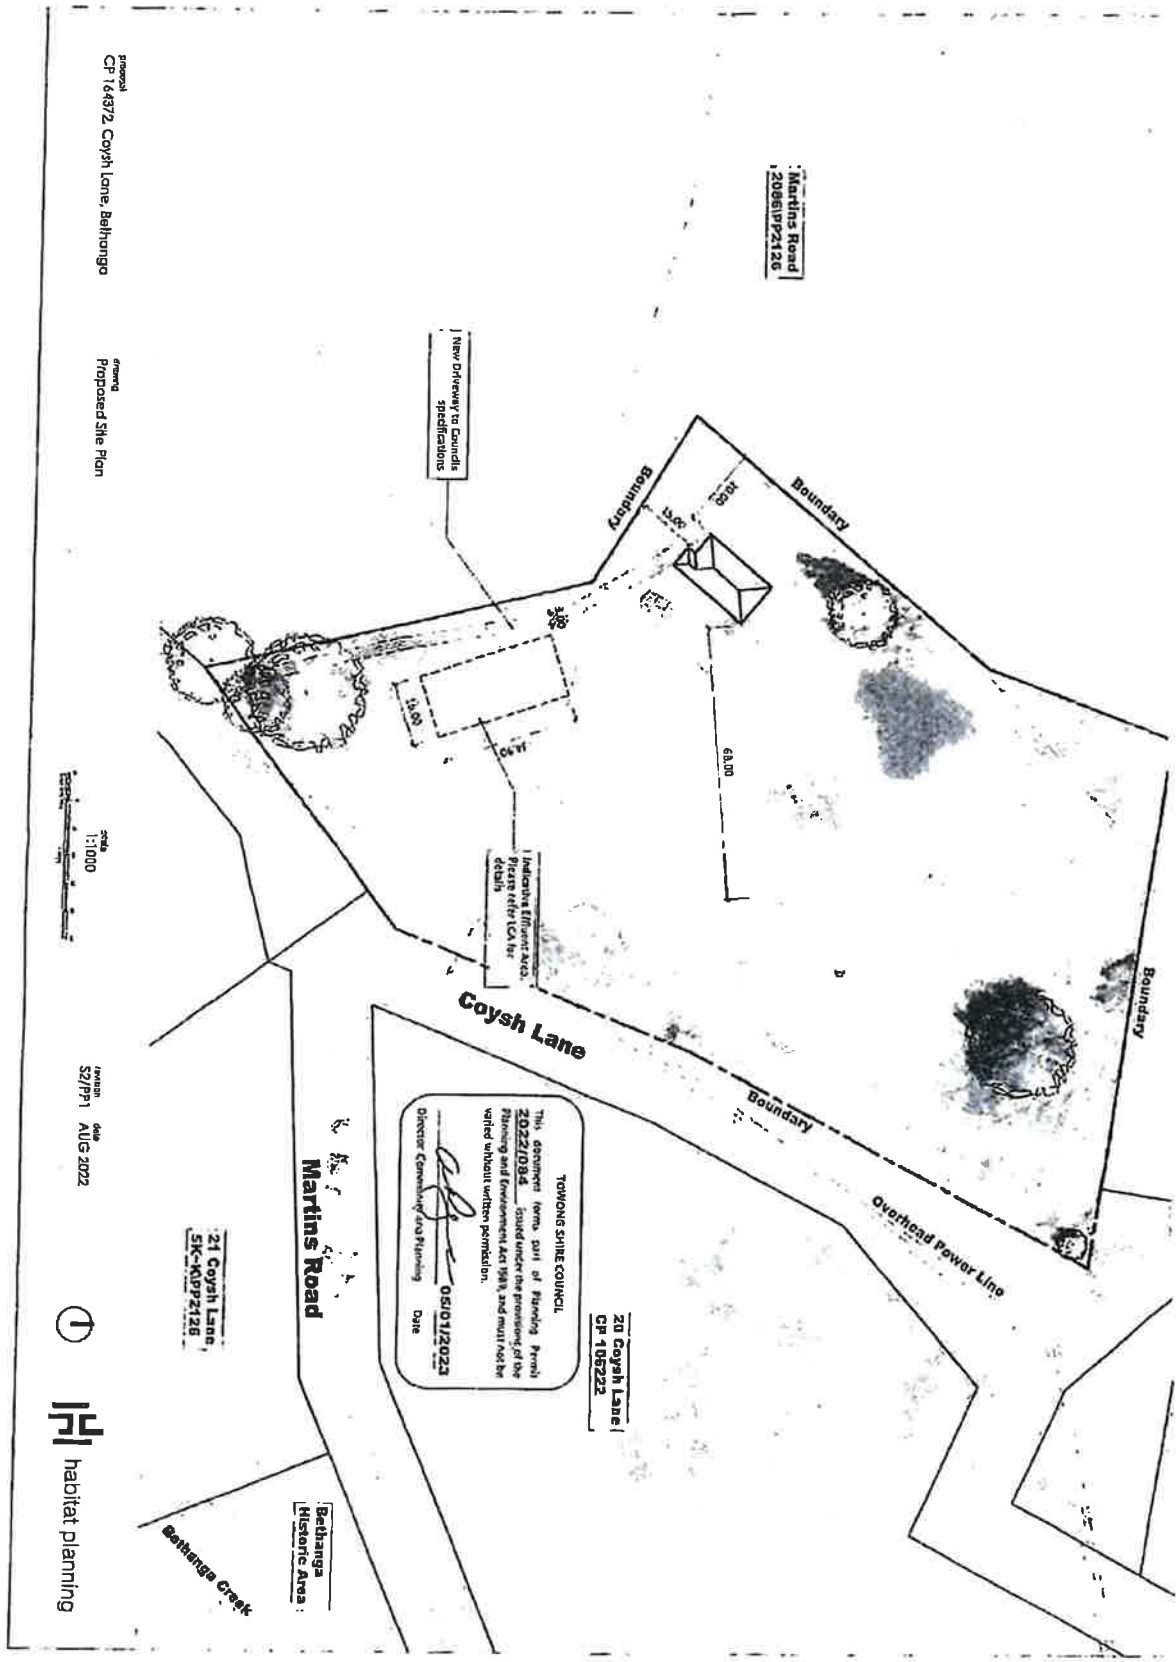 Martins Road
2086\PP2126
Boundary
Boundary
20.00
15.00
New Driveway to Councils
specifications
68.00
16.00
Indicative Effluent Area.
Please refer LCA for
details
Boundary
Coysh Lane
Boundary
Overhead Power Line
Martins Road
TOWONG SHIRE COUNCIL
This document forms part of Planning Permit
2022/084 issued under the provisions of the
Planning and Environment Act 1989, and must not be
varied without written permission.
05/01/2023
Director Community and Planning Date
20 Coysh Lane
CP 106222
21 Coysh Lane
5K~K\PP2126
Bethanga
Historic Area
Bethanga Creek
proposal
CP 164372, Coysh Lane, Bethanga
drawing
Proposed Site Plan
scale
1:1000
revision
S2/PP1
date
AUG 2022
habitat planning